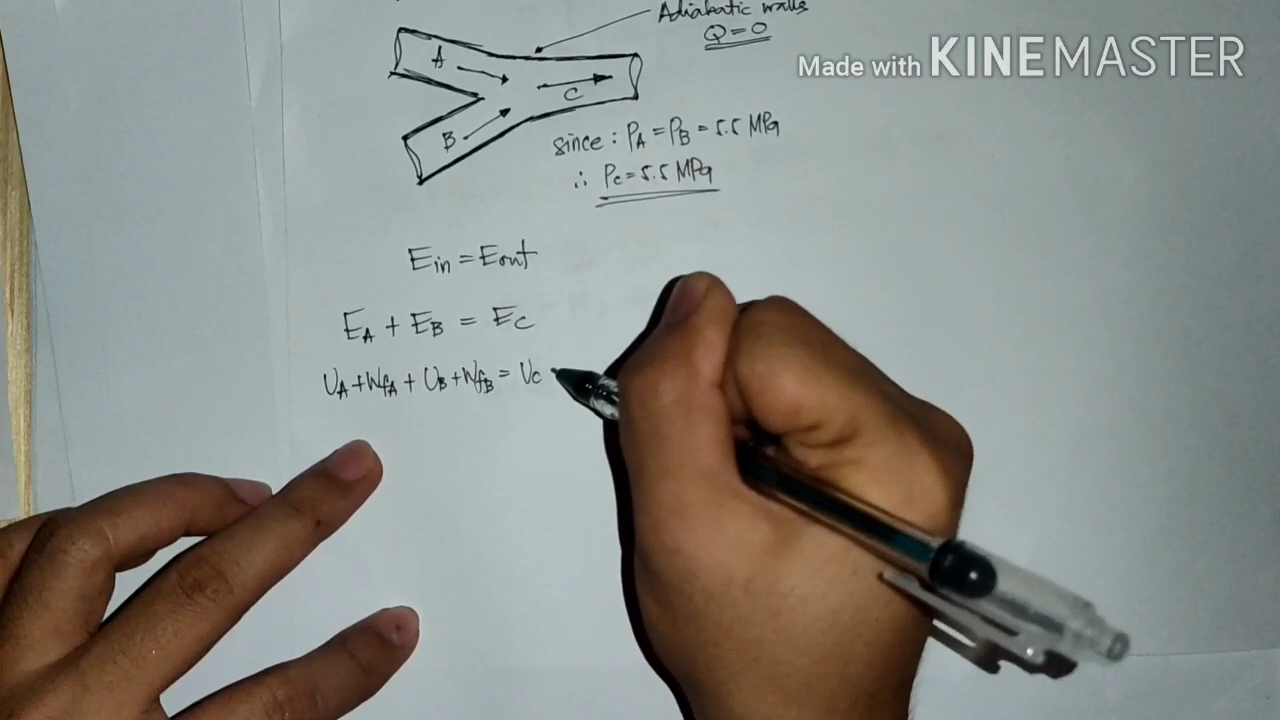 Adiabatic walls
Q=0
Made with KINEMASTER
A
C
B
since: PA = PB = 5.5 MPa
∴ Pc = 5.5 MPa
Ein = Eout
EA + EB = EC
UA + WfA + UB + WfB = UC